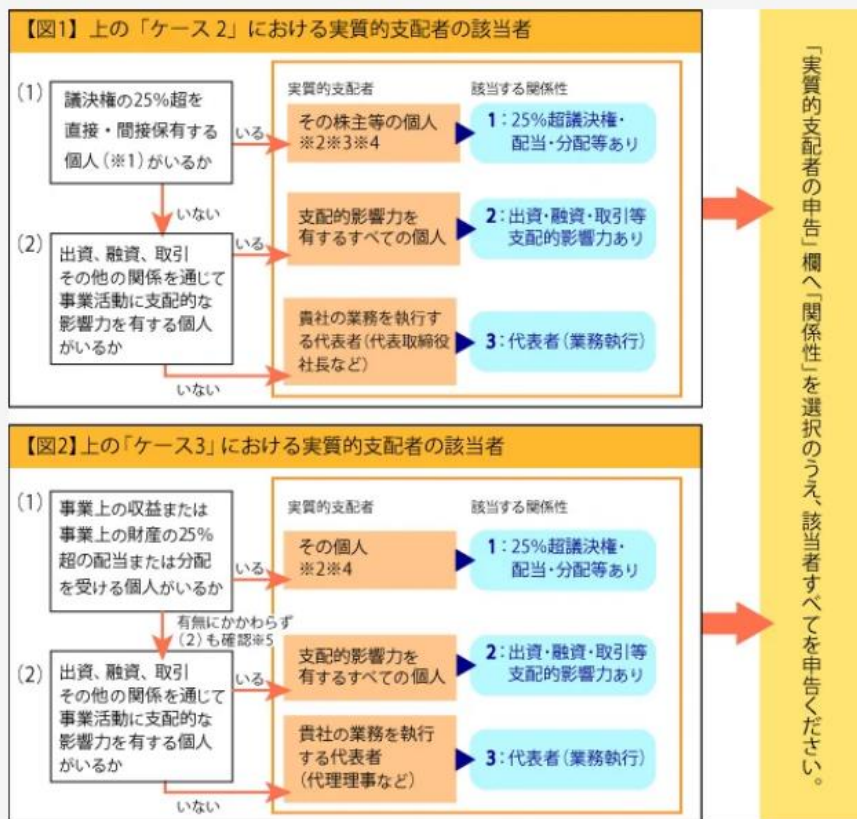 【図1】上の「ケース2」における実質的支配者の該当者
(1)
議決権の25%超を
直接・間接保有する
個人(※1)がいるか
いる
いない
実質的支配者
該当する関係性
その株主等の個人
※2※3※4
1:25%超議決権・
配当・分配等あり
(2)
出資、融資、取引
その他の関係を通じて
事業活動に支配的な
影響力を有する個人
がいるか
いる
いない
支配的影響力を
有するすべての個人
2:出資・融資・取引等
支配的影響力あり
貴社の業務を執行す
る代表者(代表取締役
社長など)
3:代表者(業務執行)
【図2】上の「ケース3」における実質的支配者の該当者
(1)
事業上の収益または
事業上の財産の25%
超の配当または分配
を受ける個人がいるか
いる
有無にかかわらず
(2)も確認※5
実質的支配者
該当する関係性
その個人
※2※4
1:25%超議決権・
配当・分配等あり
(2)
出資、融資、取引
その他の関係を通じて
事業活動に支配的な
影響力を有する個人
がいるか
いる
いない
支配的影響力を
有するすべての個人
2:出資・融資・取引等
支配的影響力あり
貴社の業務を執行
する代表者
(代理理事など)
3:代表者(業務執行)
「実質的支配者の申告」欄へ「関係性」を選択のうえ、該当者すべてを申告ください。